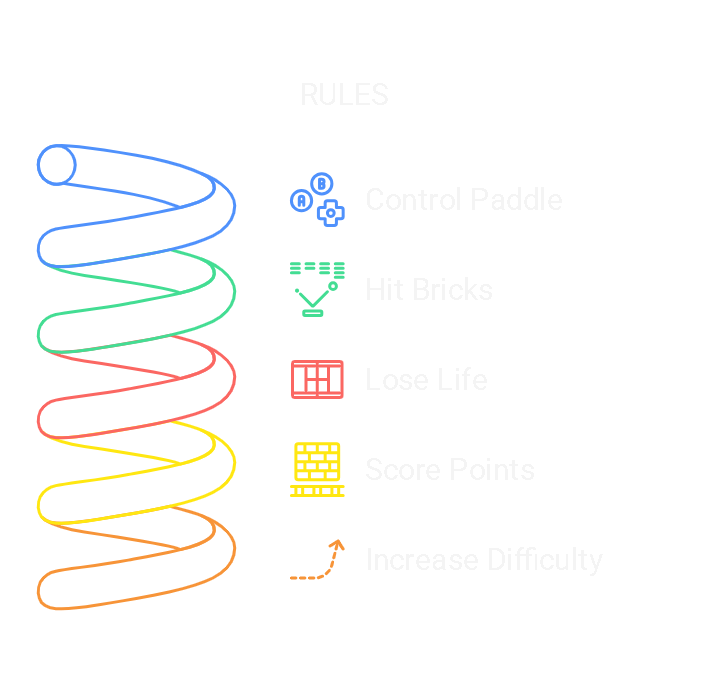 RULES
B
A
Control Paddle
Hit Bricks
Lose Life
Score Points
Increase Difficulty